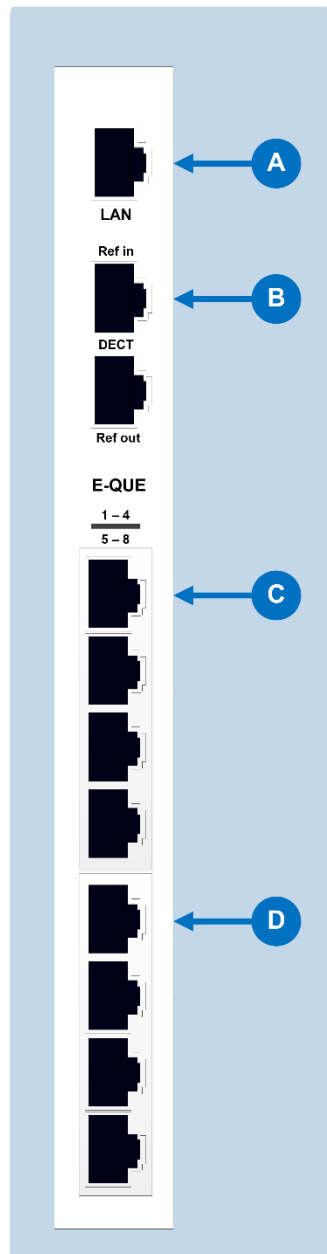 A
LAN
Ref in
B
DECT
Ref out
E-QUE
1 – 4
5 – 8
C
D